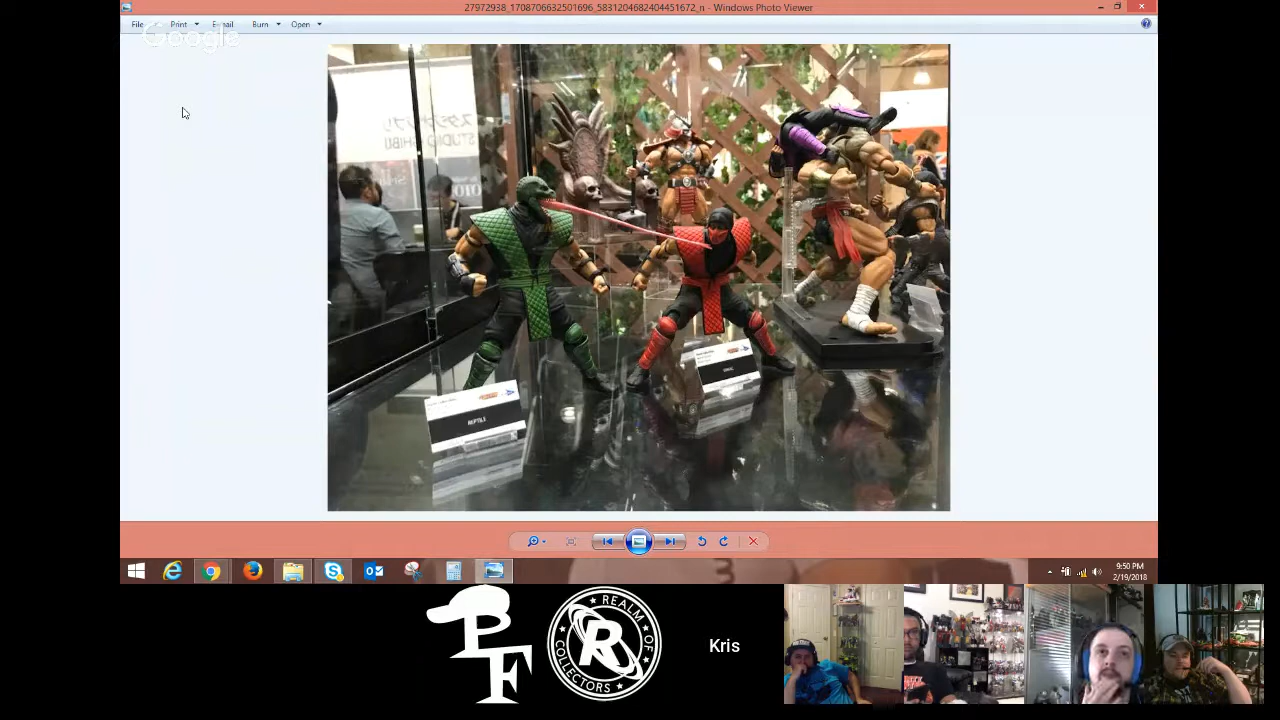 27972938_1708706632501696_5831204682404451672_n - Windows Photo Viewer
File Print E-mail Burn Open
Google
REPTILE
9:50 PM
2/19/2018
PF
REALM OF
R
COLLECTORS
Kris